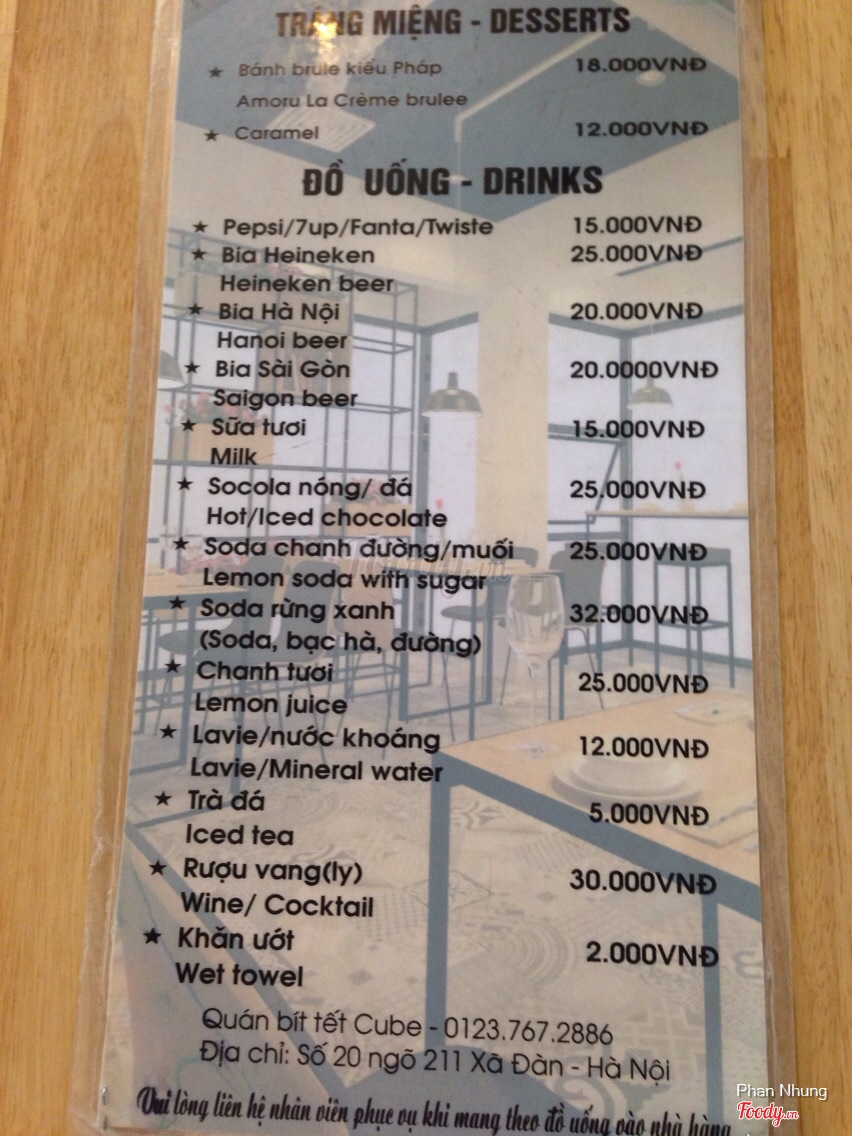 TRÁNG MIỆNG - DESSERTS
★ Bánh brule kiểu Pháp 18.000VNĐ
Amoru La Crème brulee
★ Caramel 12.000VNĐ
ĐỒ UỐNG - DRINKS
★ Pepsi/7up/Fanta/Twiste 15.000VNĐ
★ Bia Heineken 25.000VNĐ
Heineken beer
★ Bia Hà Nội 20.000VNĐ
Hanoi beer
★ Bia Sài Gòn 20.0000VNĐ
Saigon beer
★ Sữa tươi 15.000VNĐ
Milk
★ Socola nóng/ đá 25.000VNĐ
Hot/Iced chocolate
★ Soda chanh đường/muối 25.000VNĐ
Lemon soda with sugar
★ Soda rừng xanh 32.000VNĐ
(Soda, bạc hà, đường)
★ Chanh tươi 25.000VNĐ
Lemon juice
★ Lavie/nước khoáng 12.000VNĐ
Lavie/Mineral water
★ Trà đá 5.000VNĐ
Iced tea
★ Rượu vang(ly) 30.000VNĐ
Wine/ Cocktail
★ Khăn ướt 2.000VNĐ
Wet towel
Quán bít tết Cube - 0123.767.2886
Địa chỉ: Số 20 ngõ 211 Xã Đàn - Hà Nội
Vui lòng liên hệ nhân viên phục vụ khi mang theo đồ uống vào nhà hàng
Phan Nhung
Foody.vn